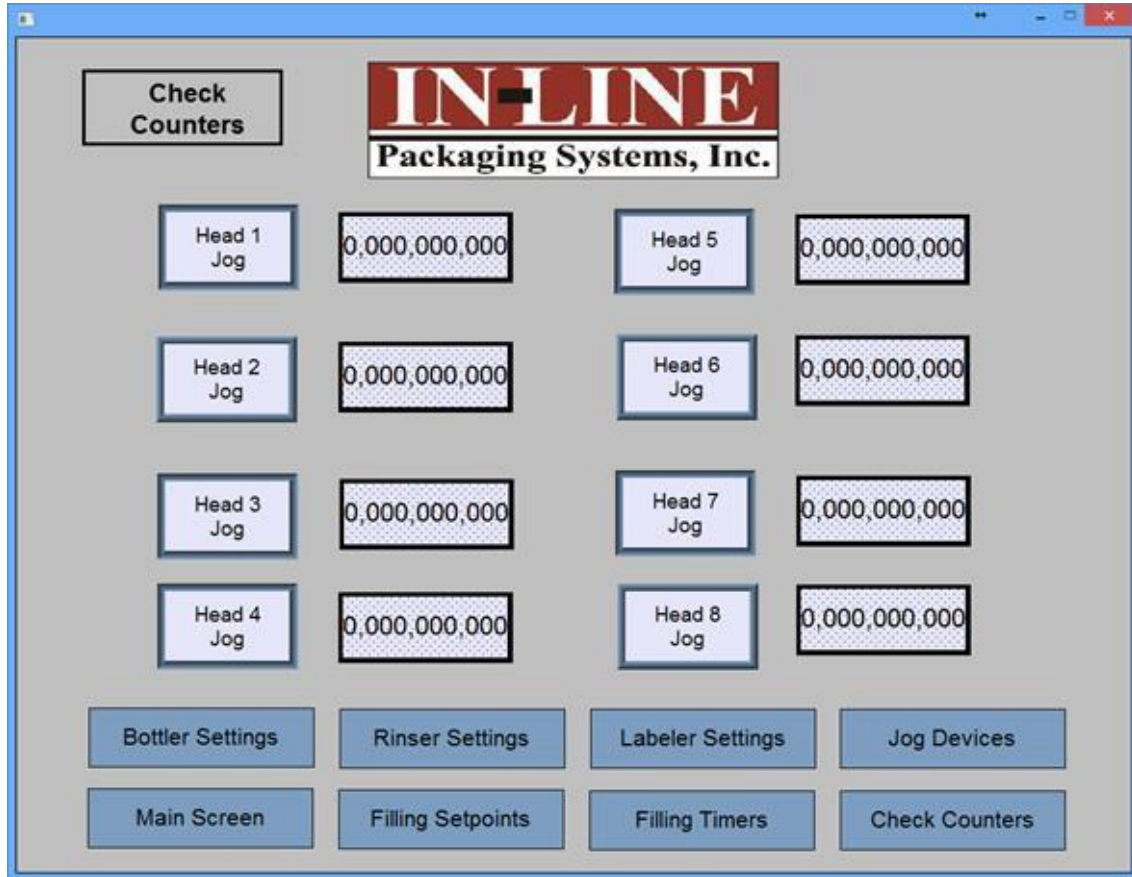 Check
Counters
IN-LINE
Packaging Systems, Inc.
Head 1
Jog
0,000,000,000
Head 5
Jog
0,000,000,000
Head 2
Jog
0,000,000,000
Head 6
Jog
0,000,000,000
Head 3
Jog
0,000,000,000
Head 7
Jog
0,000,000,000
Head 4
Jog
0,000,000,000
Head 8
Jog
0,000,000,000
Bottler Settings
Rinser Settings
Labeler Settings
Jog Devices
Main Screen
Filling Setpoints
Filling Timers
Check Counters